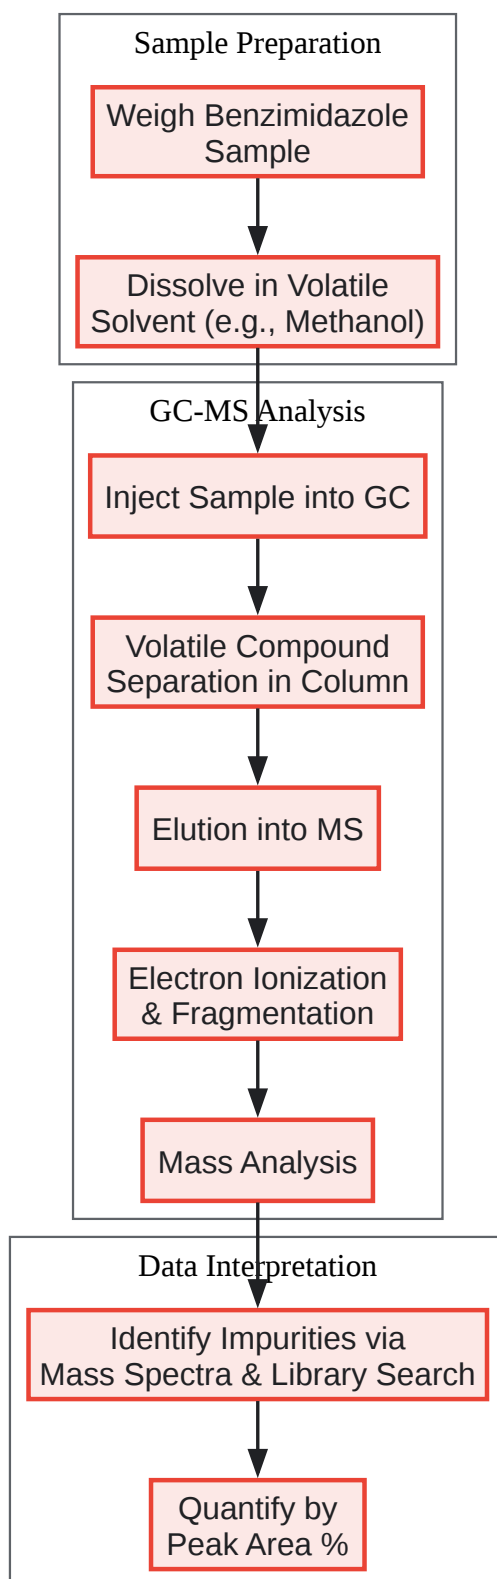 Sample Preparation
Weigh Benzimidazole
Sample
Dissolve in Volatile
Solvent (e.g., Methanol)
GC-MS Analysis
Inject Sample into GC
Volatile Compound
Separation in Column
Elution into MS
Electron Ionization
& Fragmentation
Mass Analysis
Data Interpretation
Identify Impurities via
Mass Spectra & Library Search
Quantify by
Peak Area %